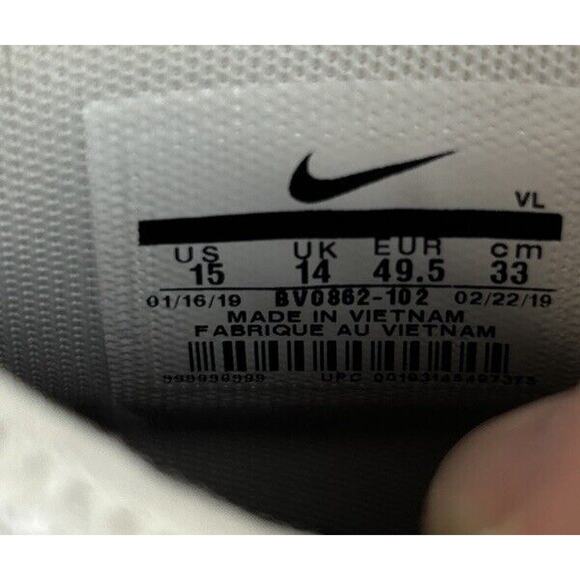 VL
US UK EUR cm
15 14 49.5 33
01/16/19 BV0862-102 02/22/19
MADE IN VIETNAM
FABRIQUE AU VIETNAM
UPC